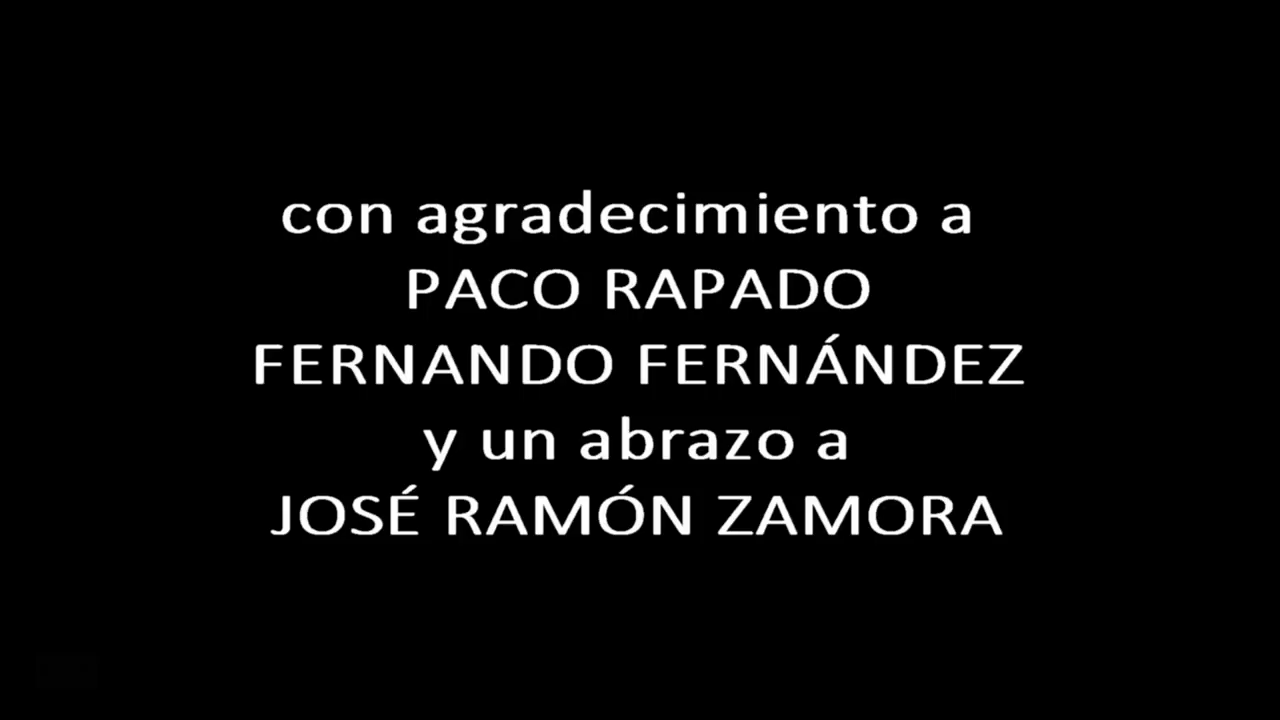 con agradecimiento a
PACO RAPADO
FERNANDO FERNÁNDEZ
y un abrazo a
JOSÉ RAMÓN ZAMORA